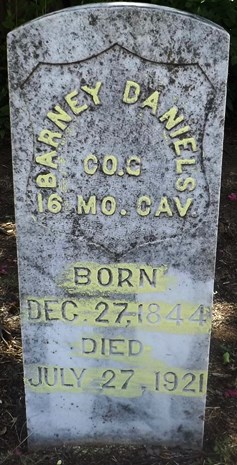 BARNEY DANIELS
CO.G
16 MO. CAV
BORN
DEC. 27, 1844
DIED
JULY 27, 1921